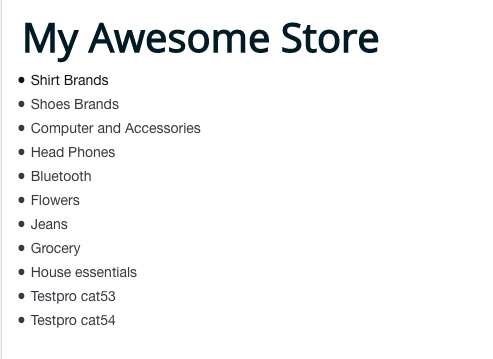 My Awesome Store
Shirt Brands
Shoes Brands
Computer and Accessories
Head Phones
Bluetooth
Flowers
Jeans
Grocery
House essentials
Testpro cat53
Testpro cat54